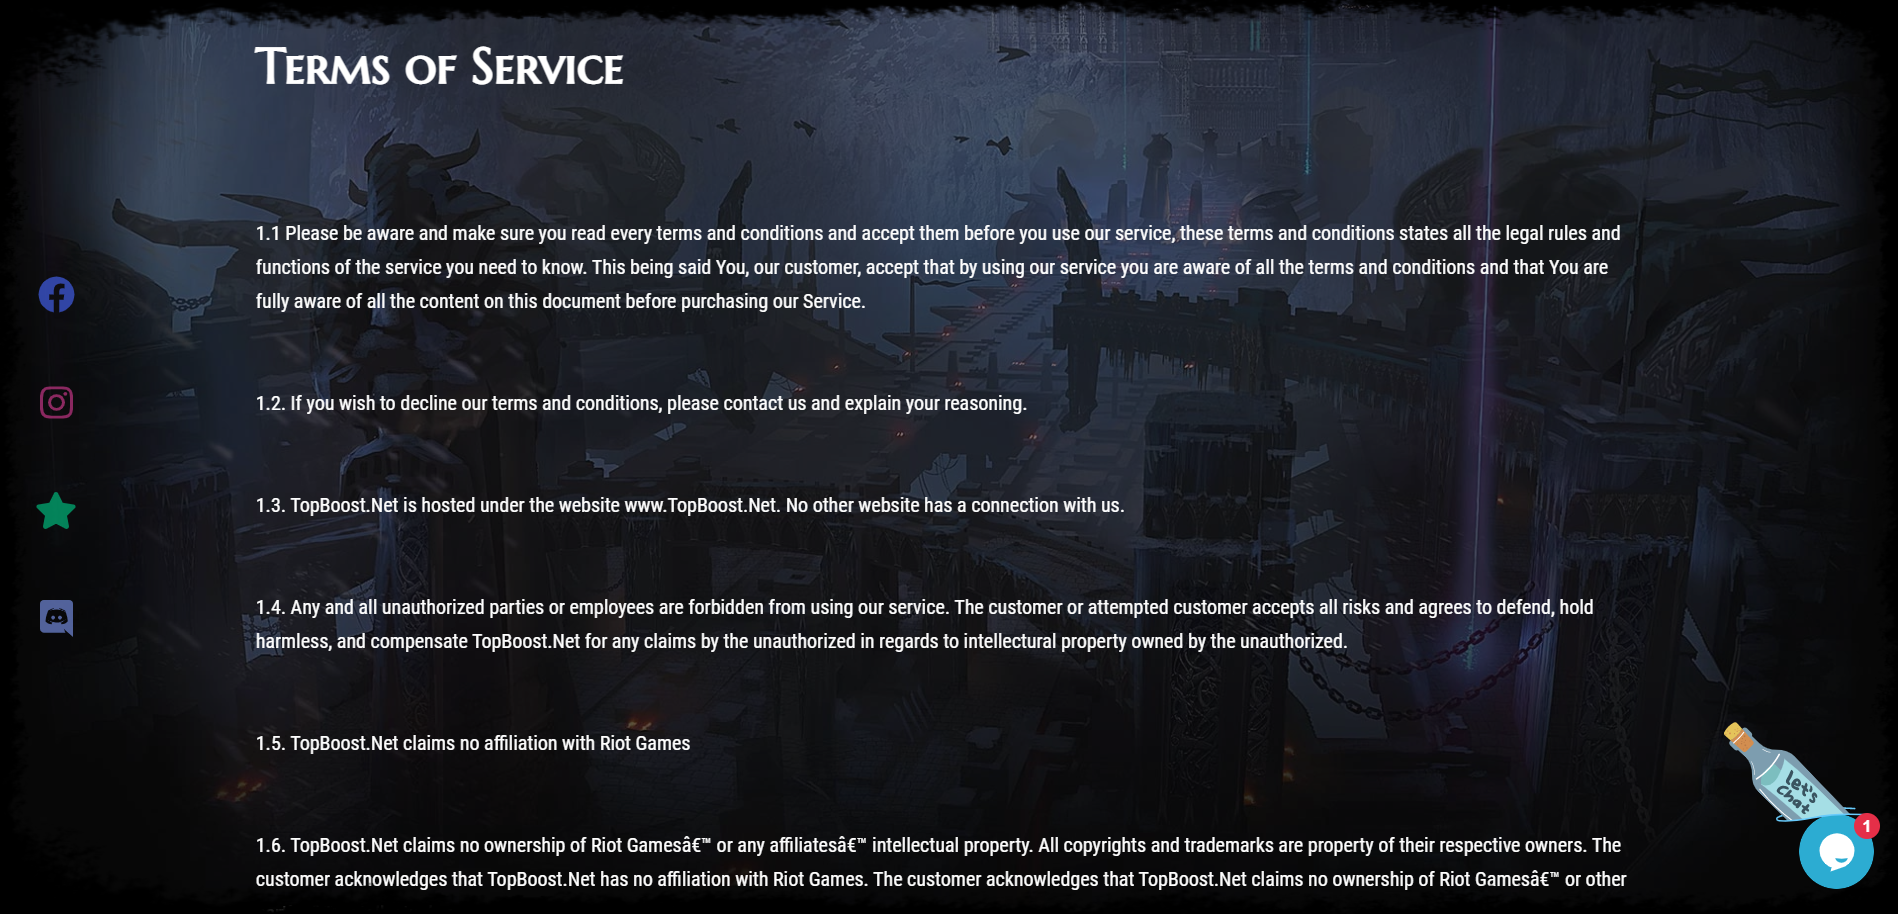 Terms of Service
1.1 Please be aware and make sure you read every terms and conditions and accept them before you use our service, these terms and conditions states all the legal rules and
functions of the service you need to know. This being said You, our customer, accept that by using our service you are aware of all the terms and conditions and that You are
fully aware of all the content on this document before purchasing our Service.
1.2. If you wish to decline our terms and conditions, please contact us and explain your reasoning.
1.3. TopBoost.Net is hosted under the website www.TopBoost.Net. No other website has a connection with us.
1.4. Any and all unauthorized parties or employees are forbidden from using our service. The customer or attempted customer accepts all risks and agrees to defend, hold
harmless, and compensate TopBoost.Net for any claims by the unauthorized in regards to intellectual property owned by the unauthorized.
1.5. TopBoost.Net claims no affiliation with Riot Games
1.6. TopBoost.Net claims no ownership of Riot Gamesâ€™ or any affiliatesâ€™ intellectual property. All copyrights and trademarks are property of their respective owners. The
customer acknowledges that TopBoost.Net has no affiliation with Riot Games. The customer acknowledges that TopBoost.Net claims no ownership of Riot Gamesâ€™ or other
let's
chat
1